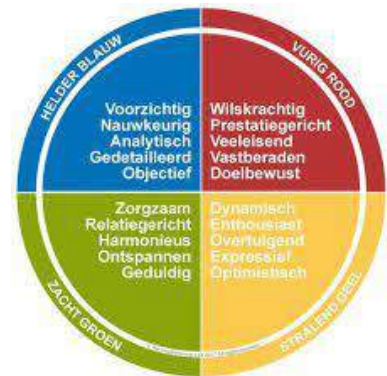 HELDER BLAUW
Voorzichtig
Nauwkeurig
Analytisch
Gedetailleerd
Objectief
VURIG ROOD
Wilskrachtig
Prestatiegericht
Veeleisend
Vastberaden
Doelbewust
ZACHT GROEN
Zorgzaam
Relatiegericht
Harmonieus
Ontspannen
Geduldig
STRALEND GEEL
Dynamisch
Enthousiast
Overtuigend
Expressief
Optimistisch